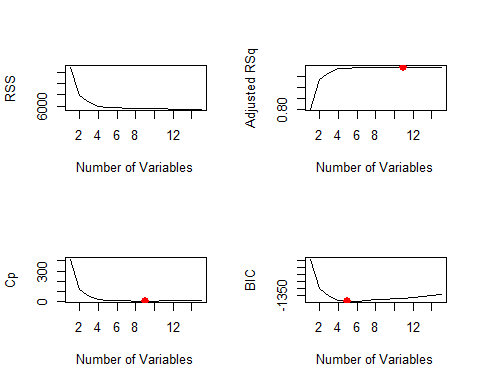 RSS
6000
2 4 6 8 12
Number of Variables
Adjusted RSq
0.80
2 4 6 8 12
Number of Variables
Cp
300
0
2 4 6 8 12
Number of Variables
BIC
-1350
2 4 6 8 12
Number of Variables